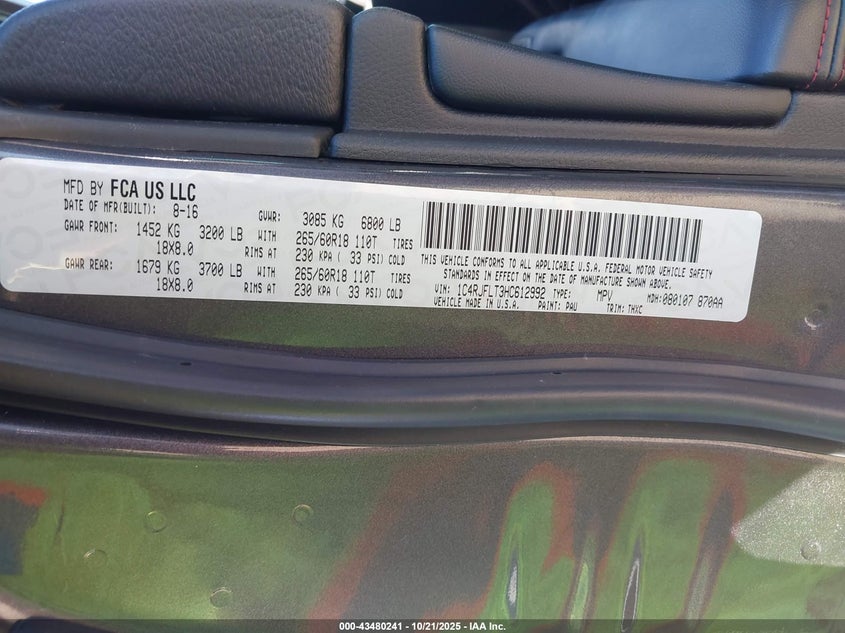 MFD BY FCA US LLC
DATE OF MFR(BUILT): 8-16 GVWR: 3085 KG 6800 LB
GAWR FRONT: 1452 KG 3200 LB WITH 265/60R18 110T TIRES
18X8.0 RIMS AT 230 KPA ( 33 PSI) COLD
GAWR REAR: 1679 KG 3700 LB WITH 265/60R18 110T TIRES
18X8.0 RIMS AT 230 KPA ( 33 PSI) COLD
THIS VEHICLE CONFORMS TO ALL APPLICABLE U.S.A. FEDERAL MOTOR VEHICLE SAFETY
STANDARDS IN EFFECT ON THE DATE OF MANUFACTURE SHOWN ABOVE.
VIN: 1C4RJFLT3HC612992 TYPE: MPV MDH: 080107 870AA
VEHICLE MADE IN U.S.A. PAINT: PAU TRIM: THXC
000-43480241 - 10/21/2025 - IAA Inc.